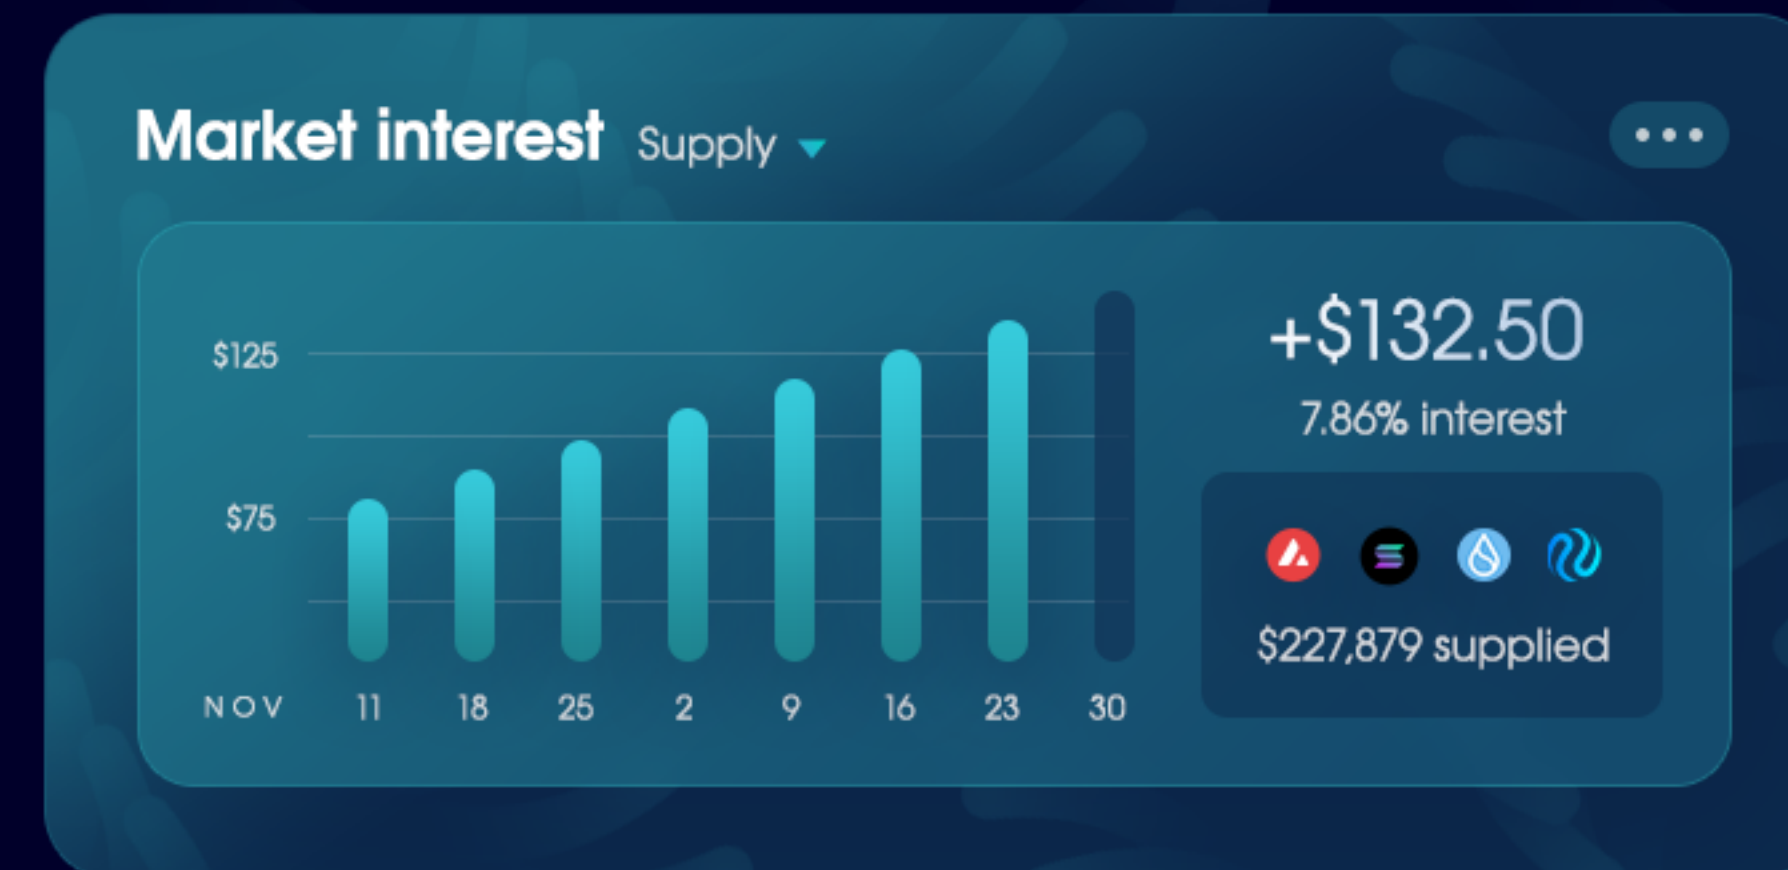 Market interest Supply
$125
$75
NOV 11 18 25 2 9 16 23 30
+$132.50
7.86% interest
$227,879 supplied